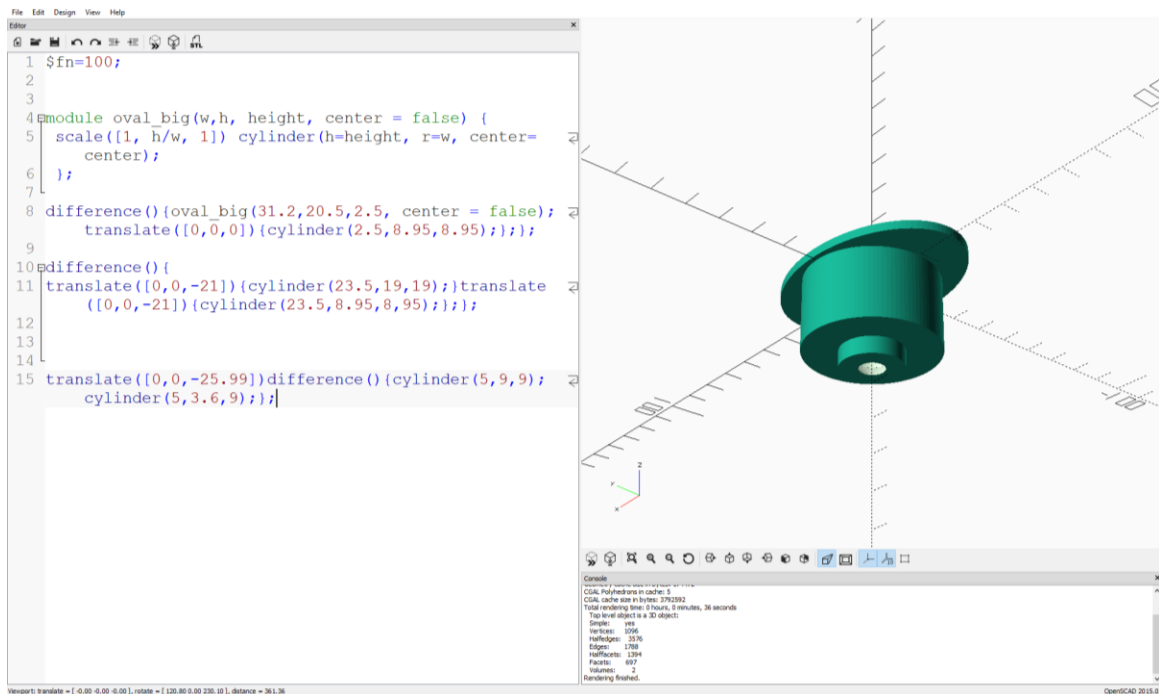 File Edit Design View Help
Editor
STL
1 $fn=100;
2
3
4 module oval_big(w,h, height, center = false) {
5 scale([1, h/w, 1]) cylinder(h=height, r=w, center=
center);
6 };
7
8 difference(){oval_big(31.2,20.5,2.5, center = false);
translate([0,0,0]){cylinder(2.5,8.95,8.95);};};
9
10 difference(){
11 translate([0,0,-21]){cylinder(23.5,19,19);}translate
([0,0,-21]){cylinder(23.5,8.95,8,95);};};
12
13
14
15 translate([0,0,-25.99])difference(){cylinder(5,9,9);
cylinder(5,3.6,9);};
z
y
x
Console
CGAL Polyhedrons in cache: 5
CGAL cache size in bytes: 3792592
Total rendering time: 0 hours, 0 minutes, 36 seconds
Top level object is a 3D object:
Simple: yes
Vertices: 1096
Halfedges: 3576
Edges: 1788
Halffacets: 1394
Facets: 697
Volumes: 2
Rendering finished.
Viewport: translate = [ -0.00 -0.00 -0.00 ], rotate = [ 120.80 0.00 230.10 ], distance = 361.36